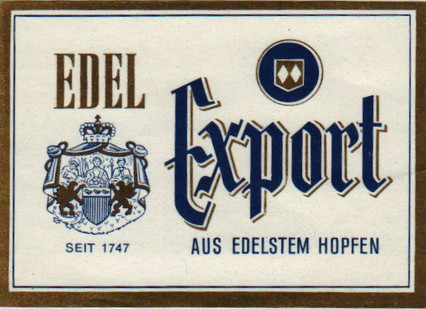 EDEL
Export
SEIT 1747
AUS EDELSTEM HOPFEN